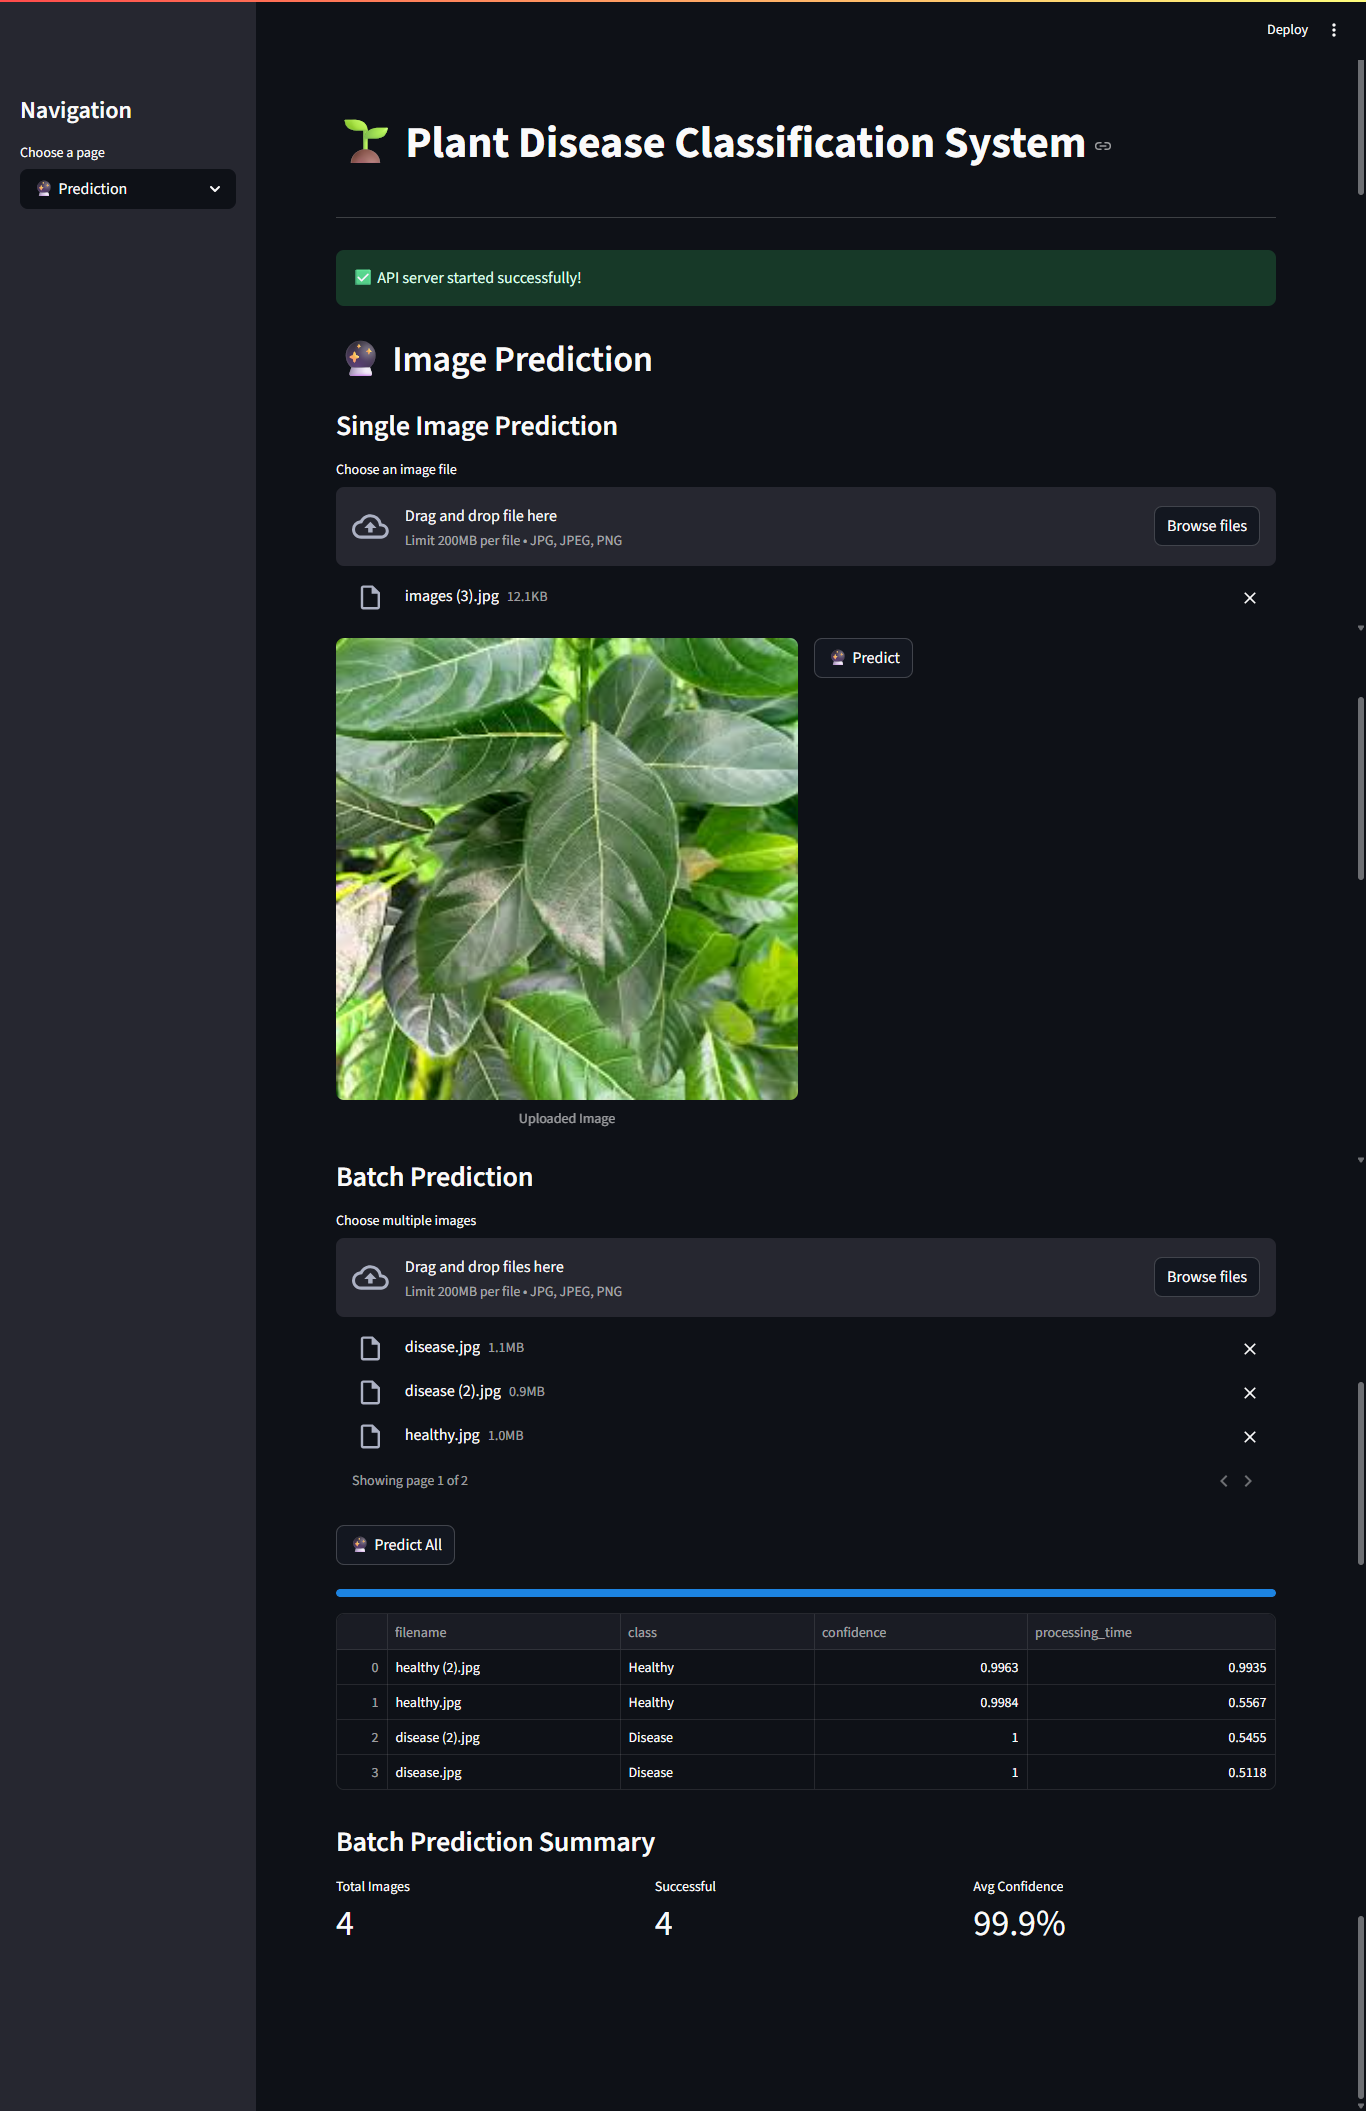 Deploy
Navigation
Choose a page
Prediction
Plant Disease Classification System
API server started successfully!
Image Prediction
Single Image Prediction
Choose an image file
Drag and drop file here
Limit 200MB per file • JPG, JPEG, PNG
Browse files
images (3).jpg 12.1KB
Predict
Uploaded Image
Batch Prediction
Choose multiple images
Drag and drop files here
Limit 200MB per file • JPG, JPEG, PNG
Browse files
disease.jpg 1.1MB
disease (2).jpg 0.9MB
healthy.jpg 1.0MB
Showing page 1 of 2
Predict All
filename class confidence processing_time
0 healthy (2).jpg Healthy 0.9963 0.9935
1 healthy.jpg Healthy 0.9984 0.5567
2 disease (2).jpg Disease 1 0.5455
3 disease.jpg Disease 1 0.5118
Batch Prediction Summary
Total Images Successful Avg Confidence
4 4 99.9%